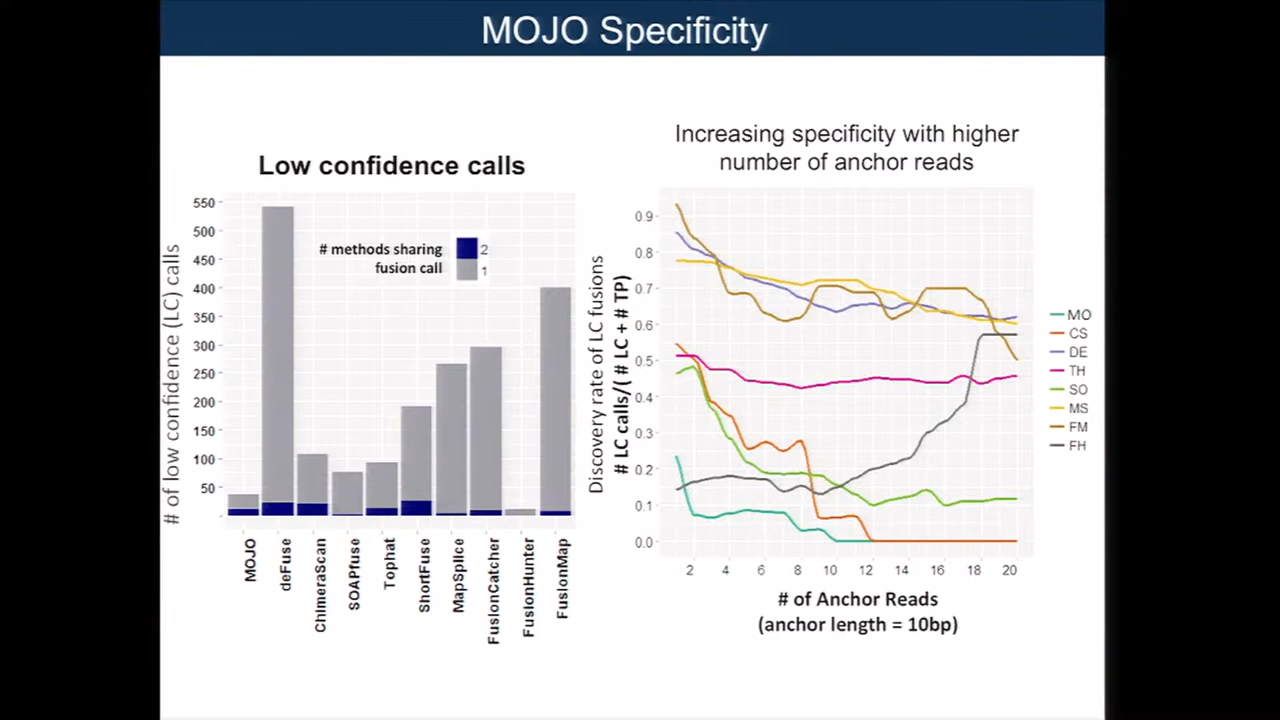 MOJO Specificity
Low confidence calls
# of low confidence (LC) calls
550
500
450
400
350
300
250
200
150
100
50
-
# methods sharing
fusion call
2
1
MOJO
deFuse
ChimeraScan
SOAPfuse
Tophat
ShortFuse
MapSplice
FusionCatcher
FusionHunter
FusionMap
Increasing specificity with higher
number of anchor reads
Discovery rate of LC fusions
# LC calls/( # LC + # TP)
0.9
0.8
0.7
0.6
0.5
0.4
0.3
0.2
0.1
0.0
2 4 6 8 10 12 14 16 18 20
# of Anchor Reads
(anchor length = 10bp)
MO
CS
DE
TH
SO
MS
FM
FH